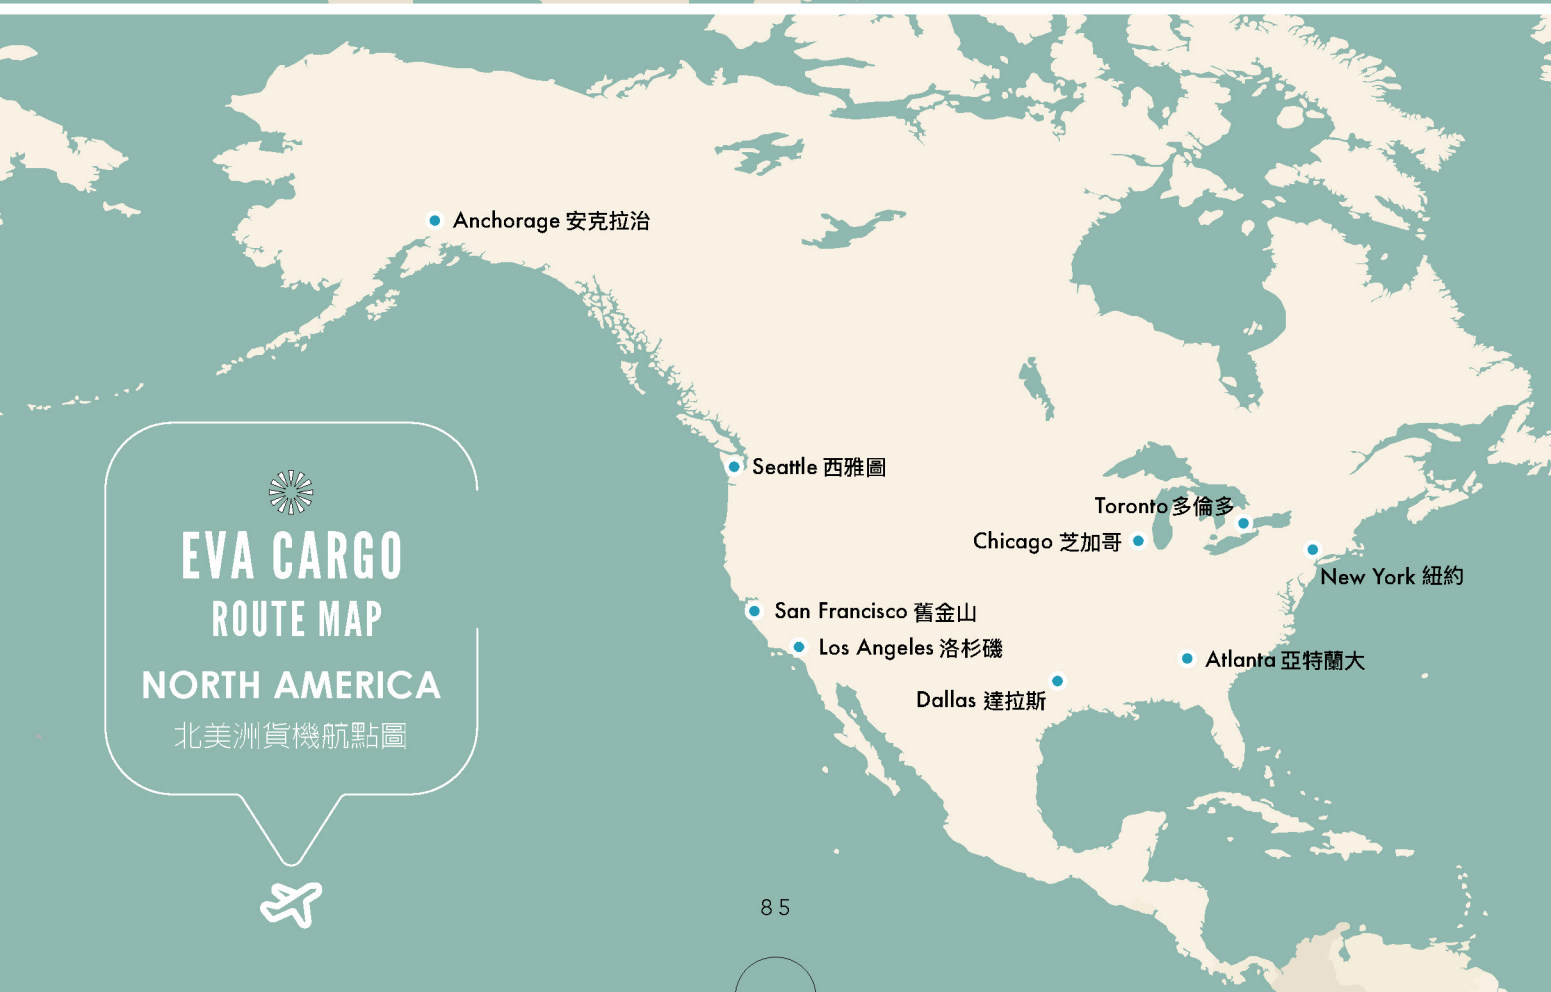 Anchorage 安克拉治
Seattle 西雅圖
Toronto 多倫多
Chicago 芝加哥
New York 紐約
San Francisco 舊金山
Los Angeles 洛杉磯
Atlanta 亞特蘭大
Dallas 達拉斯
EVA CARGO
ROUTE MAP
NORTH AMERICA
北美洲貨機航點圖
85